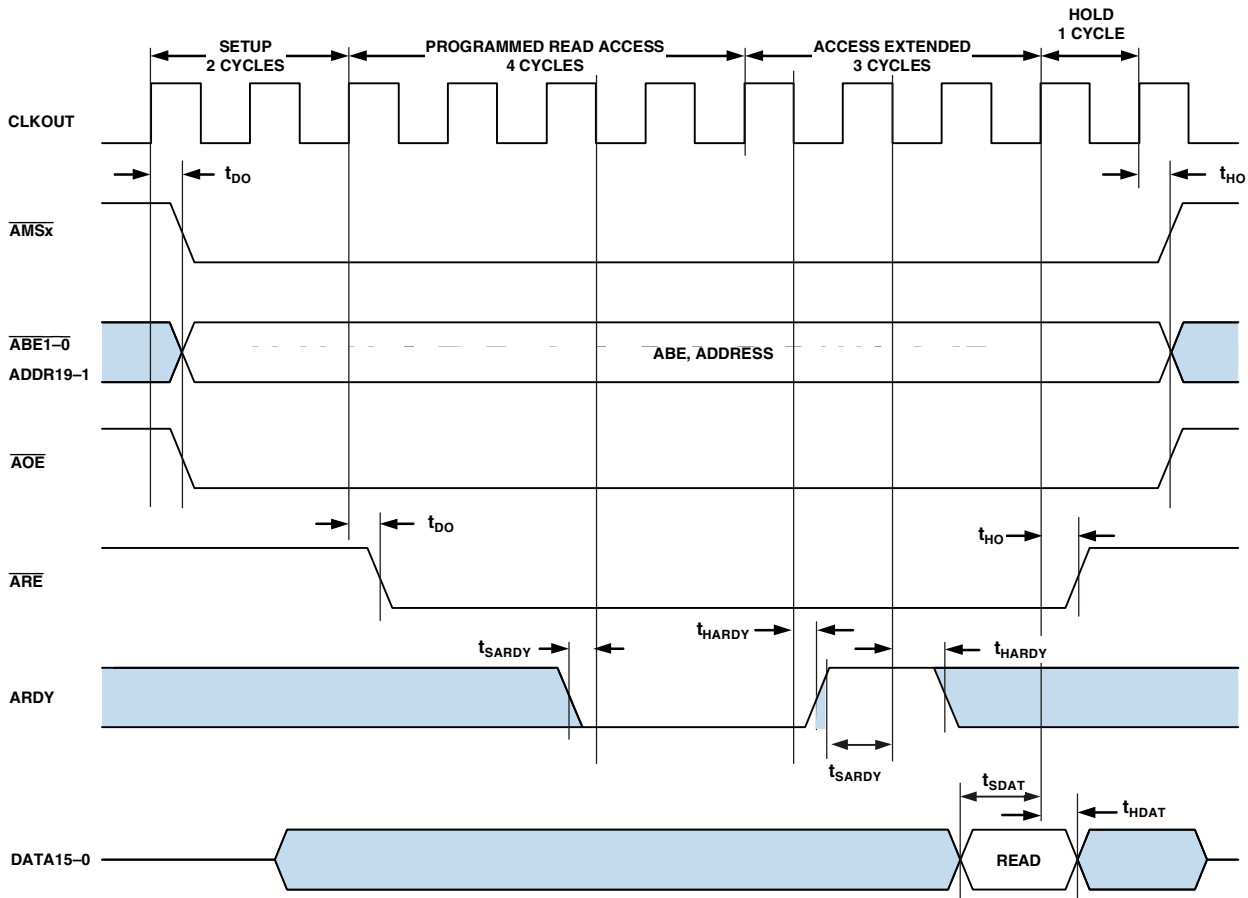 SETUP
2 CYCLES
PROGRAMMED READ ACCESS
4 CYCLES
ACCESS EXTENDED
3 CYCLES
HOLD
1 CYCLE
CLKOUT
tDO
tHO
AMSx
ABE1–0
ADDR19–1
ABE, ADDRESS
AOE
tDO
tHO
ARE
tSARDY
tHARDY
tHARDY
ARDY
tSARDY
tSDAT
tHDAT
DATA15–0
READ